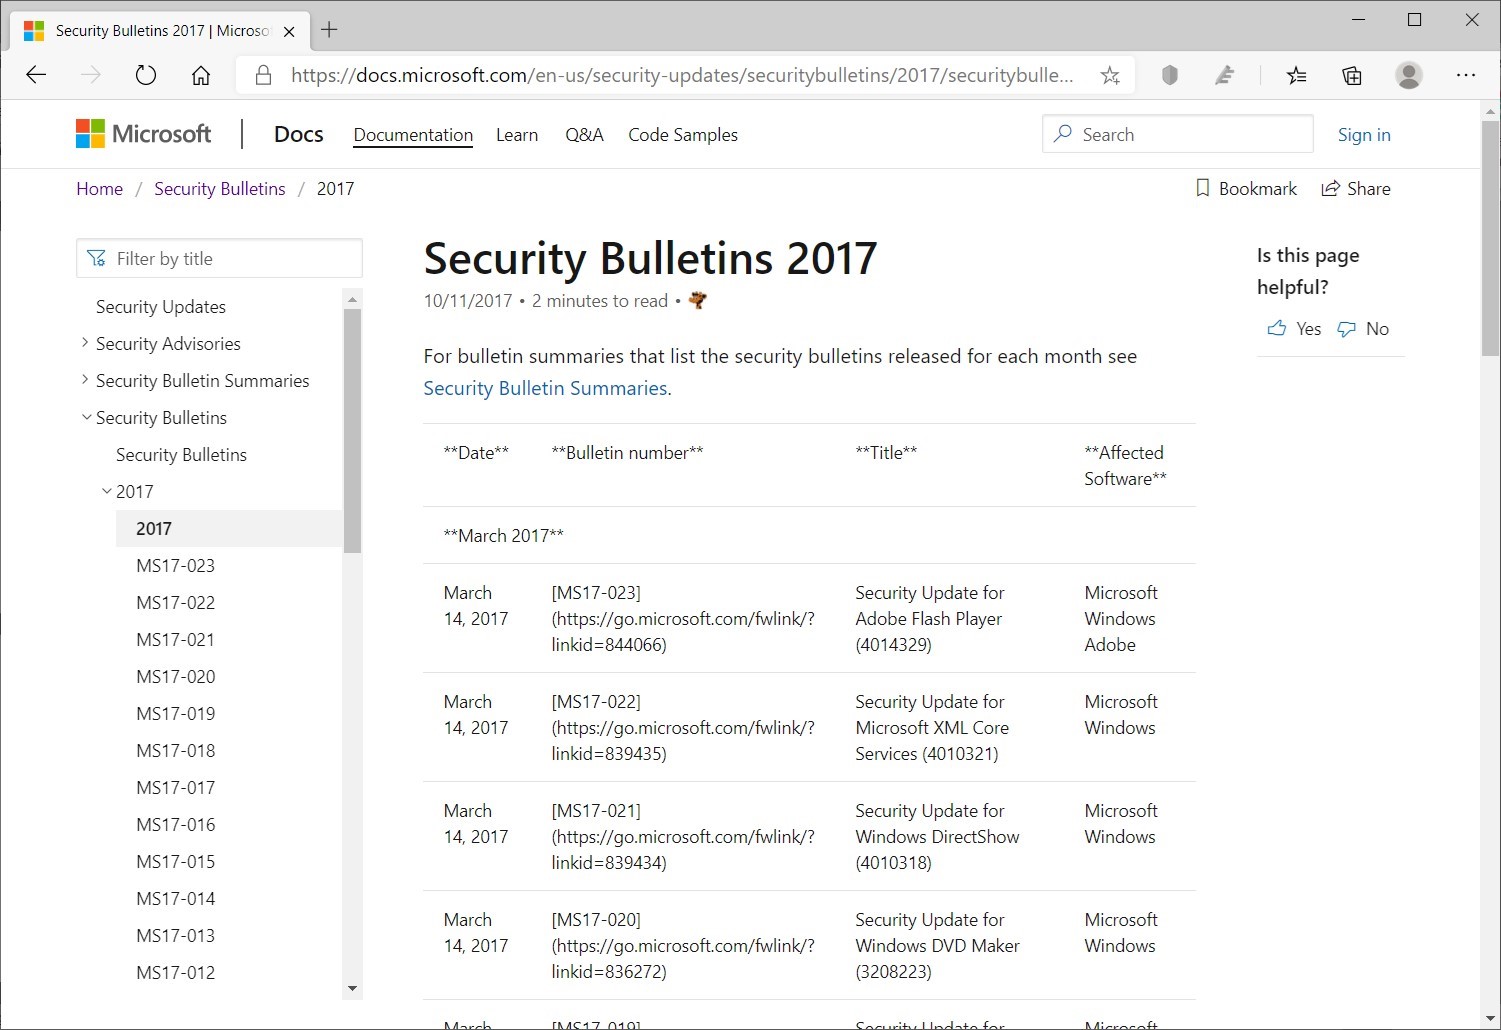 Security Bulletins 2017 | Microso
https://docs.microsoft.com/en-us/security-updates/securitybulletins/2017/securitybulle...
Microsoft
Docs
Documentation
Learn
Q&A
Code Samples
Search
Sign in
Home / Security Bulletins / 2017
Bookmark
Share
Filter by title
Security Updates
Security Advisories
Security Bulletin Summaries
Security Bulletins
Security Bulletins
2017
2017
MS17-023
MS17-022
MS17-021
MS17-020
MS17-019
MS17-018
MS17-017
MS17-016
MS17-015
MS17-014
MS17-013
MS17-012
Security Bulletins 2017
10/11/2017 • 2 minutes to read •
For bulletin summaries that list the security bulletins released for each month see
Security Bulletin Summaries.
**Date**
**Bulletin number**
**Title**
**Affected
Software**
**March 2017**
March
14, 2017
[MS17-023]
(https://go.microsoft.com/fwlink/?
linkid=844066)
Security Update for
Adobe Flash Player
(4014329)
Microsoft
Windows
Adobe
March
14, 2017
[MS17-022]
(https://go.microsoft.com/fwlink/?
linkid=839435)
Security Update for
Microsoft XML Core
Services (4010321)
Microsoft
Windows
March
14, 2017
[MS17-021]
(https://go.microsoft.com/fwlink/?
linkid=839434)
Security Update for
Windows DirectShow
(4010318)
Microsoft
Windows
March
14, 2017
[MS17-020]
(https://go.microsoft.com/fwlink/?
linkid=836272)
Security Update for
Windows DVD Maker
(3208223)
Microsoft
Windows
March
[MS17-019]
Security Update for
Microsoft
Is this page
helpful?
Yes
No